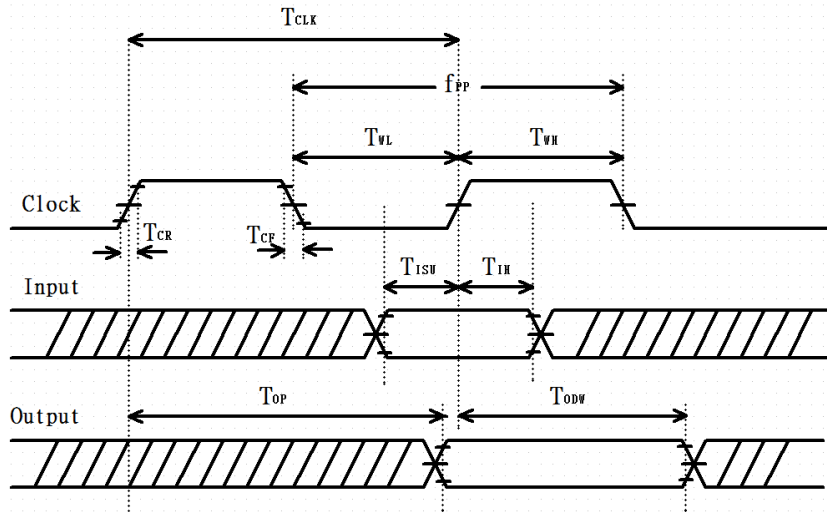 TCLK
fPP
TWL TWH
Clock
TCR TCF
TISU TIH
Input
TOP TODW
Output